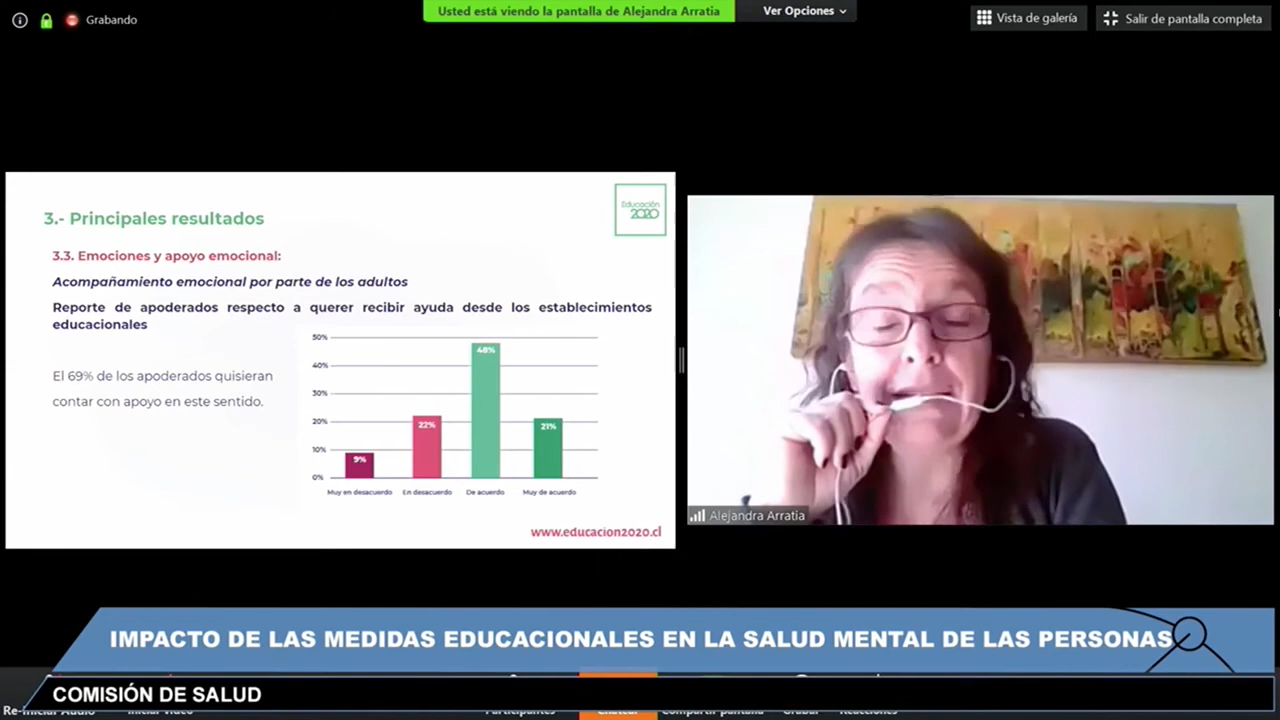 Grabando
Usted está viendo la pantalla de Alejandra Arratia
Ver Opciones
Vista de galería
Salir de pantalla completa
3.- Principales resultados
Educación
2020
3.3. Emociones y apoyo emocional:
Acompañamiento emocional por parte de los adultos
Reporte de apoderados respecto a querer recibir ayuda desde los establecimientos
educacionales
El 69% de los apoderados quisieran
contar con apoyo en este sentido.
50%
40%
30%
20%
10%
0%
9%
22%
48%
21%
Muy en desacuerdo
En desacuerdo
De acuerdo
Muy de acuerdo
www.educacion2020.cl
Alejandra Arratia
IMPACTO DE LAS MEDIDAS EDUCACIONALES EN LA SALUD MENTAL DE LAS PERSONAS
COMISIÓN DE SALUD